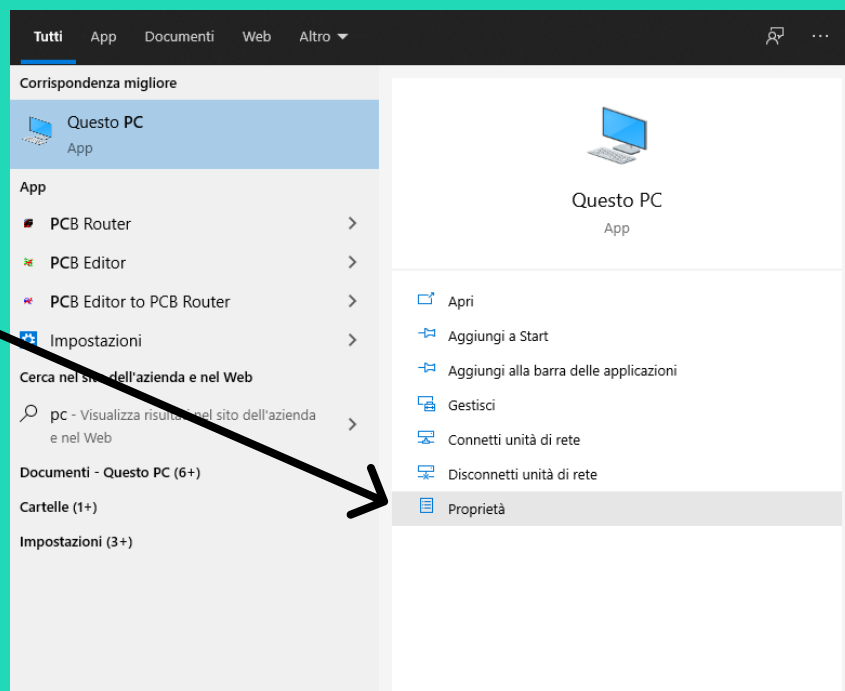 Tutti App Documenti Web Altro
Corrispondenza migliore
Questo PC
App
App
PCB Router
PCB Editor
PCB Editor to PCB Router
Impostazioni
Cerca nel sito dell'azienda e nel Web
pc - Visualizza risultati nel sito dell'azienda
e nel Web
Documenti - Questo PC (6+)
Cartelle (1+)
Impostazioni (3+)
Questo PC
App
Apri
Aggiungi a Start
Aggiungi alla barra delle applicazioni
Gestisci
Connetti unità di rete
Disconnetti unità di rete
Proprietà